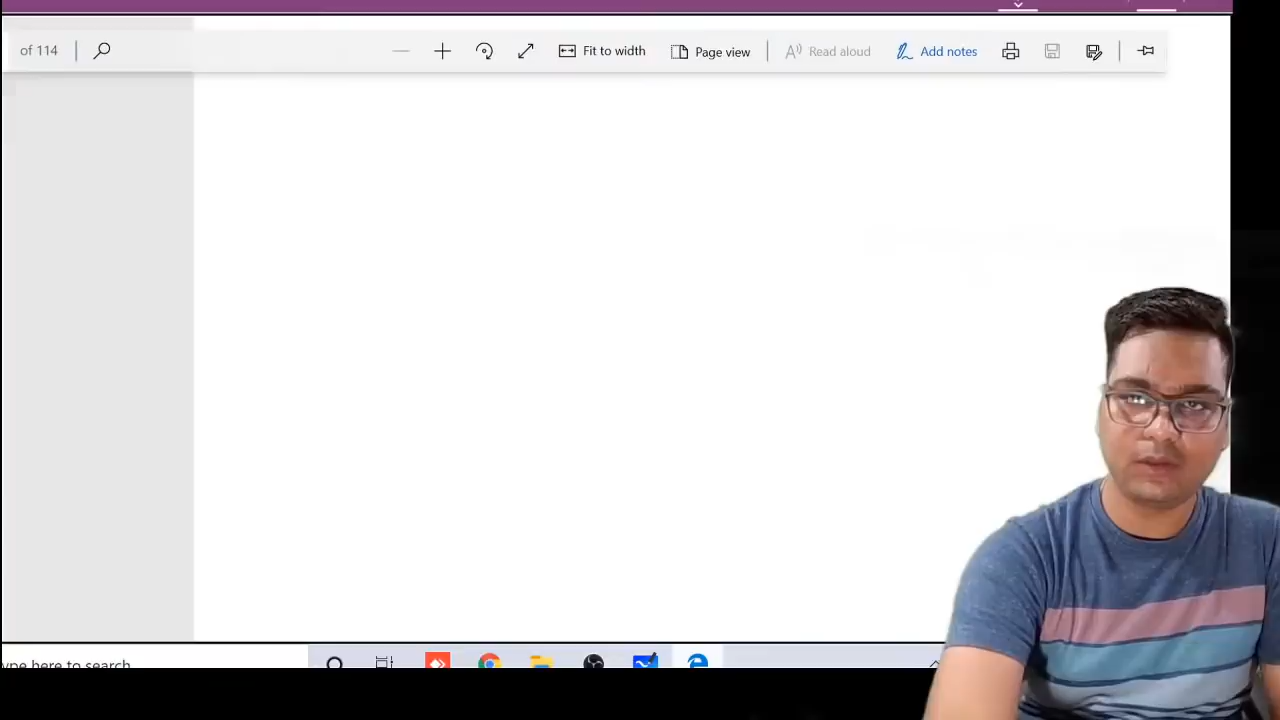 of 114 Fit to width Page view Read aloud Add notes
ype here to search